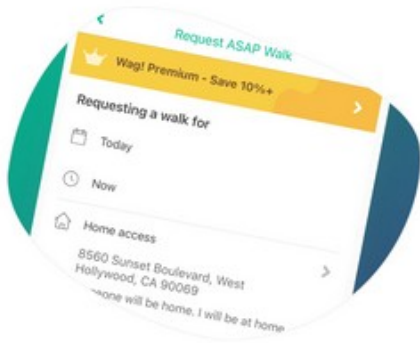 Request ASAP Walk
Wag! Premium - Save 10%+
Requesting a walk for
Today
Now
Home access
8560 Sunset Boulevard, West
Hollywood, CA 90069
will be home. I will be at home